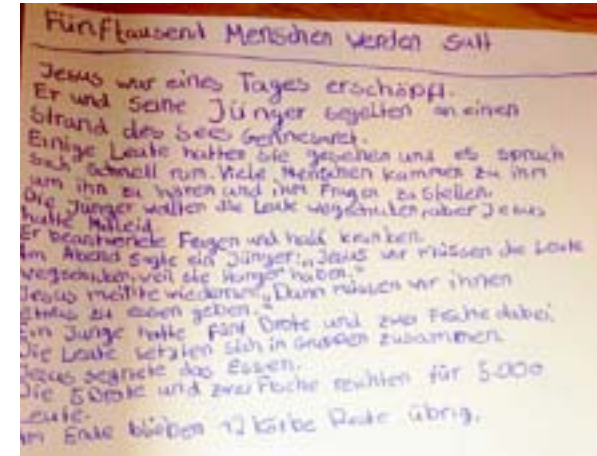 Fünftausend Menschen werden satt
Jesus war eines Tages erschöpft.
Er und seine Jünger segelten an einen
Strand des Sees Genezaret.
Einige Leute hatten sie gesehen und es sprach
sich schnell rum. Viele Menschen kammen zu ihm
um ihn zu hören und ihm Fragen zu stellen.
Die Jünger wollten die Leute wegschicken, aber Jesus
hatte Mitleid.
Er beantwortete Fragen und half kranken.
Am Abend sagte ein Jünger: „Jesus wir müssen die Leute
wegschicken, weil sie Hunger haben."
Jesus meinte wiederum: „Dann müssen wir ihnen
etwas zu essen geben."
Ein Junge hatte fünf Brote und zwei Fische dabei.
Die Leute setzten sich in Gruppen zusammen.
Jesus segnete das Essen.
Die 5 Brote und zwei Fische reichten für 5.000
Leute.
Am Ende blieben 12 Körbe Reste übrig.